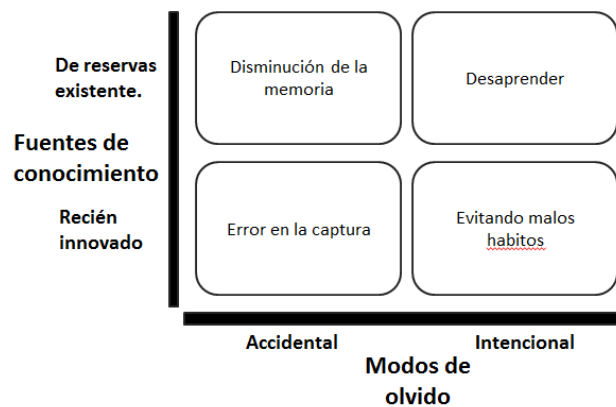 De reservas
existente.
Disminución de la
memoria
Desaprender
Fuentes de
conocimiento
Recién
innovado
Error en la captura
Evitando malos
habitos
Accidental
Intencional
Modos de
olvido